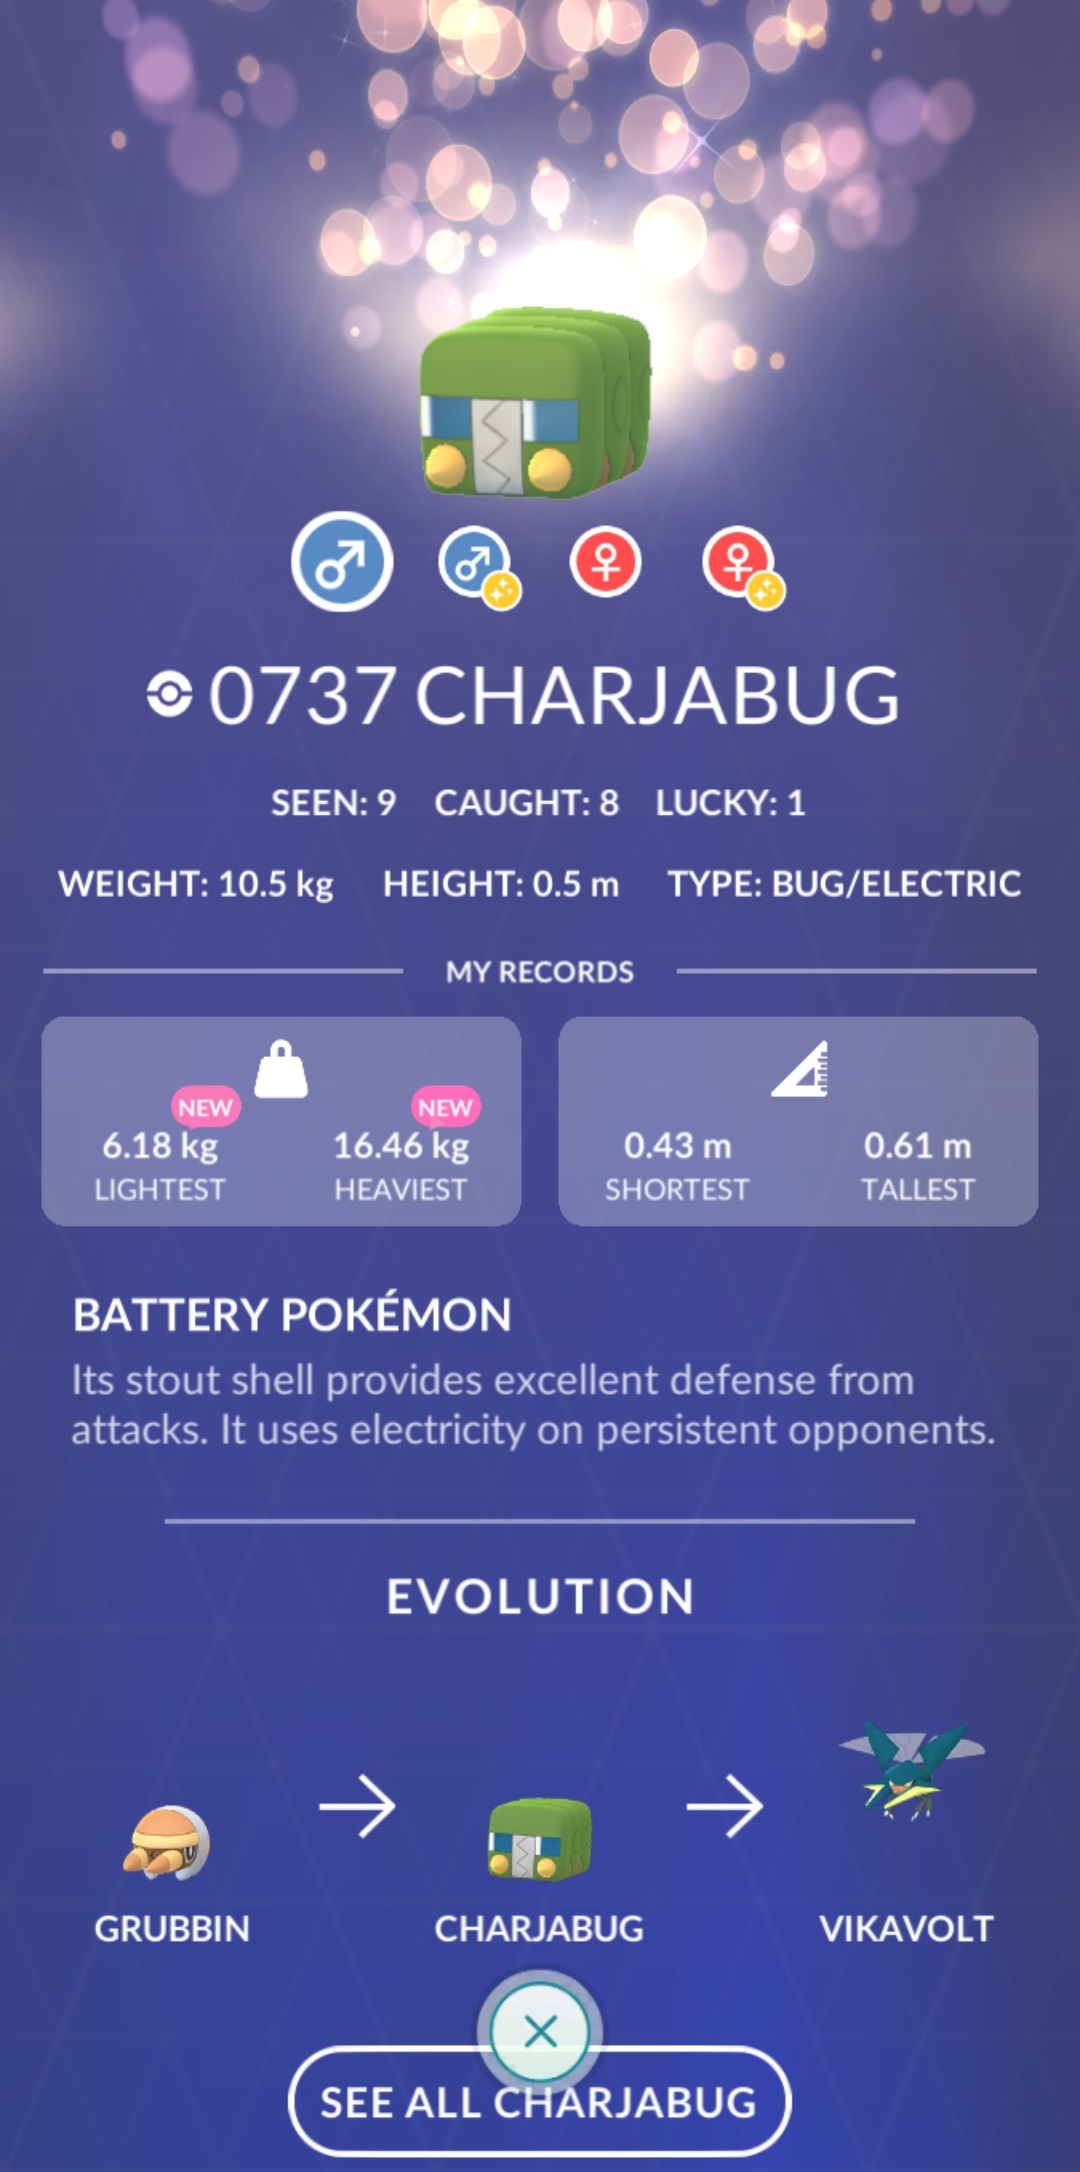 0737 CHARJABUG
SEEN: 9 CAUGHT: 8 LUCKY: 1
WEIGHT: 10.5 kg HEIGHT: 0.5 m TYPE: BUG/ELECTRIC
MY RECORDS
NEW NEW
6.18 kg 16.46 kg 0.43 m 0.61 m
LIGHTEST HEAVIEST SHORTEST TALLEST
BATTERY POKÉMON
Its stout shell provides excellent defense from
attacks. It uses electricity on persistent opponents.
EVOLUTION
GRUBBIN CHARJABUG VIKAVOLT
SEE ALL CHARJABUG